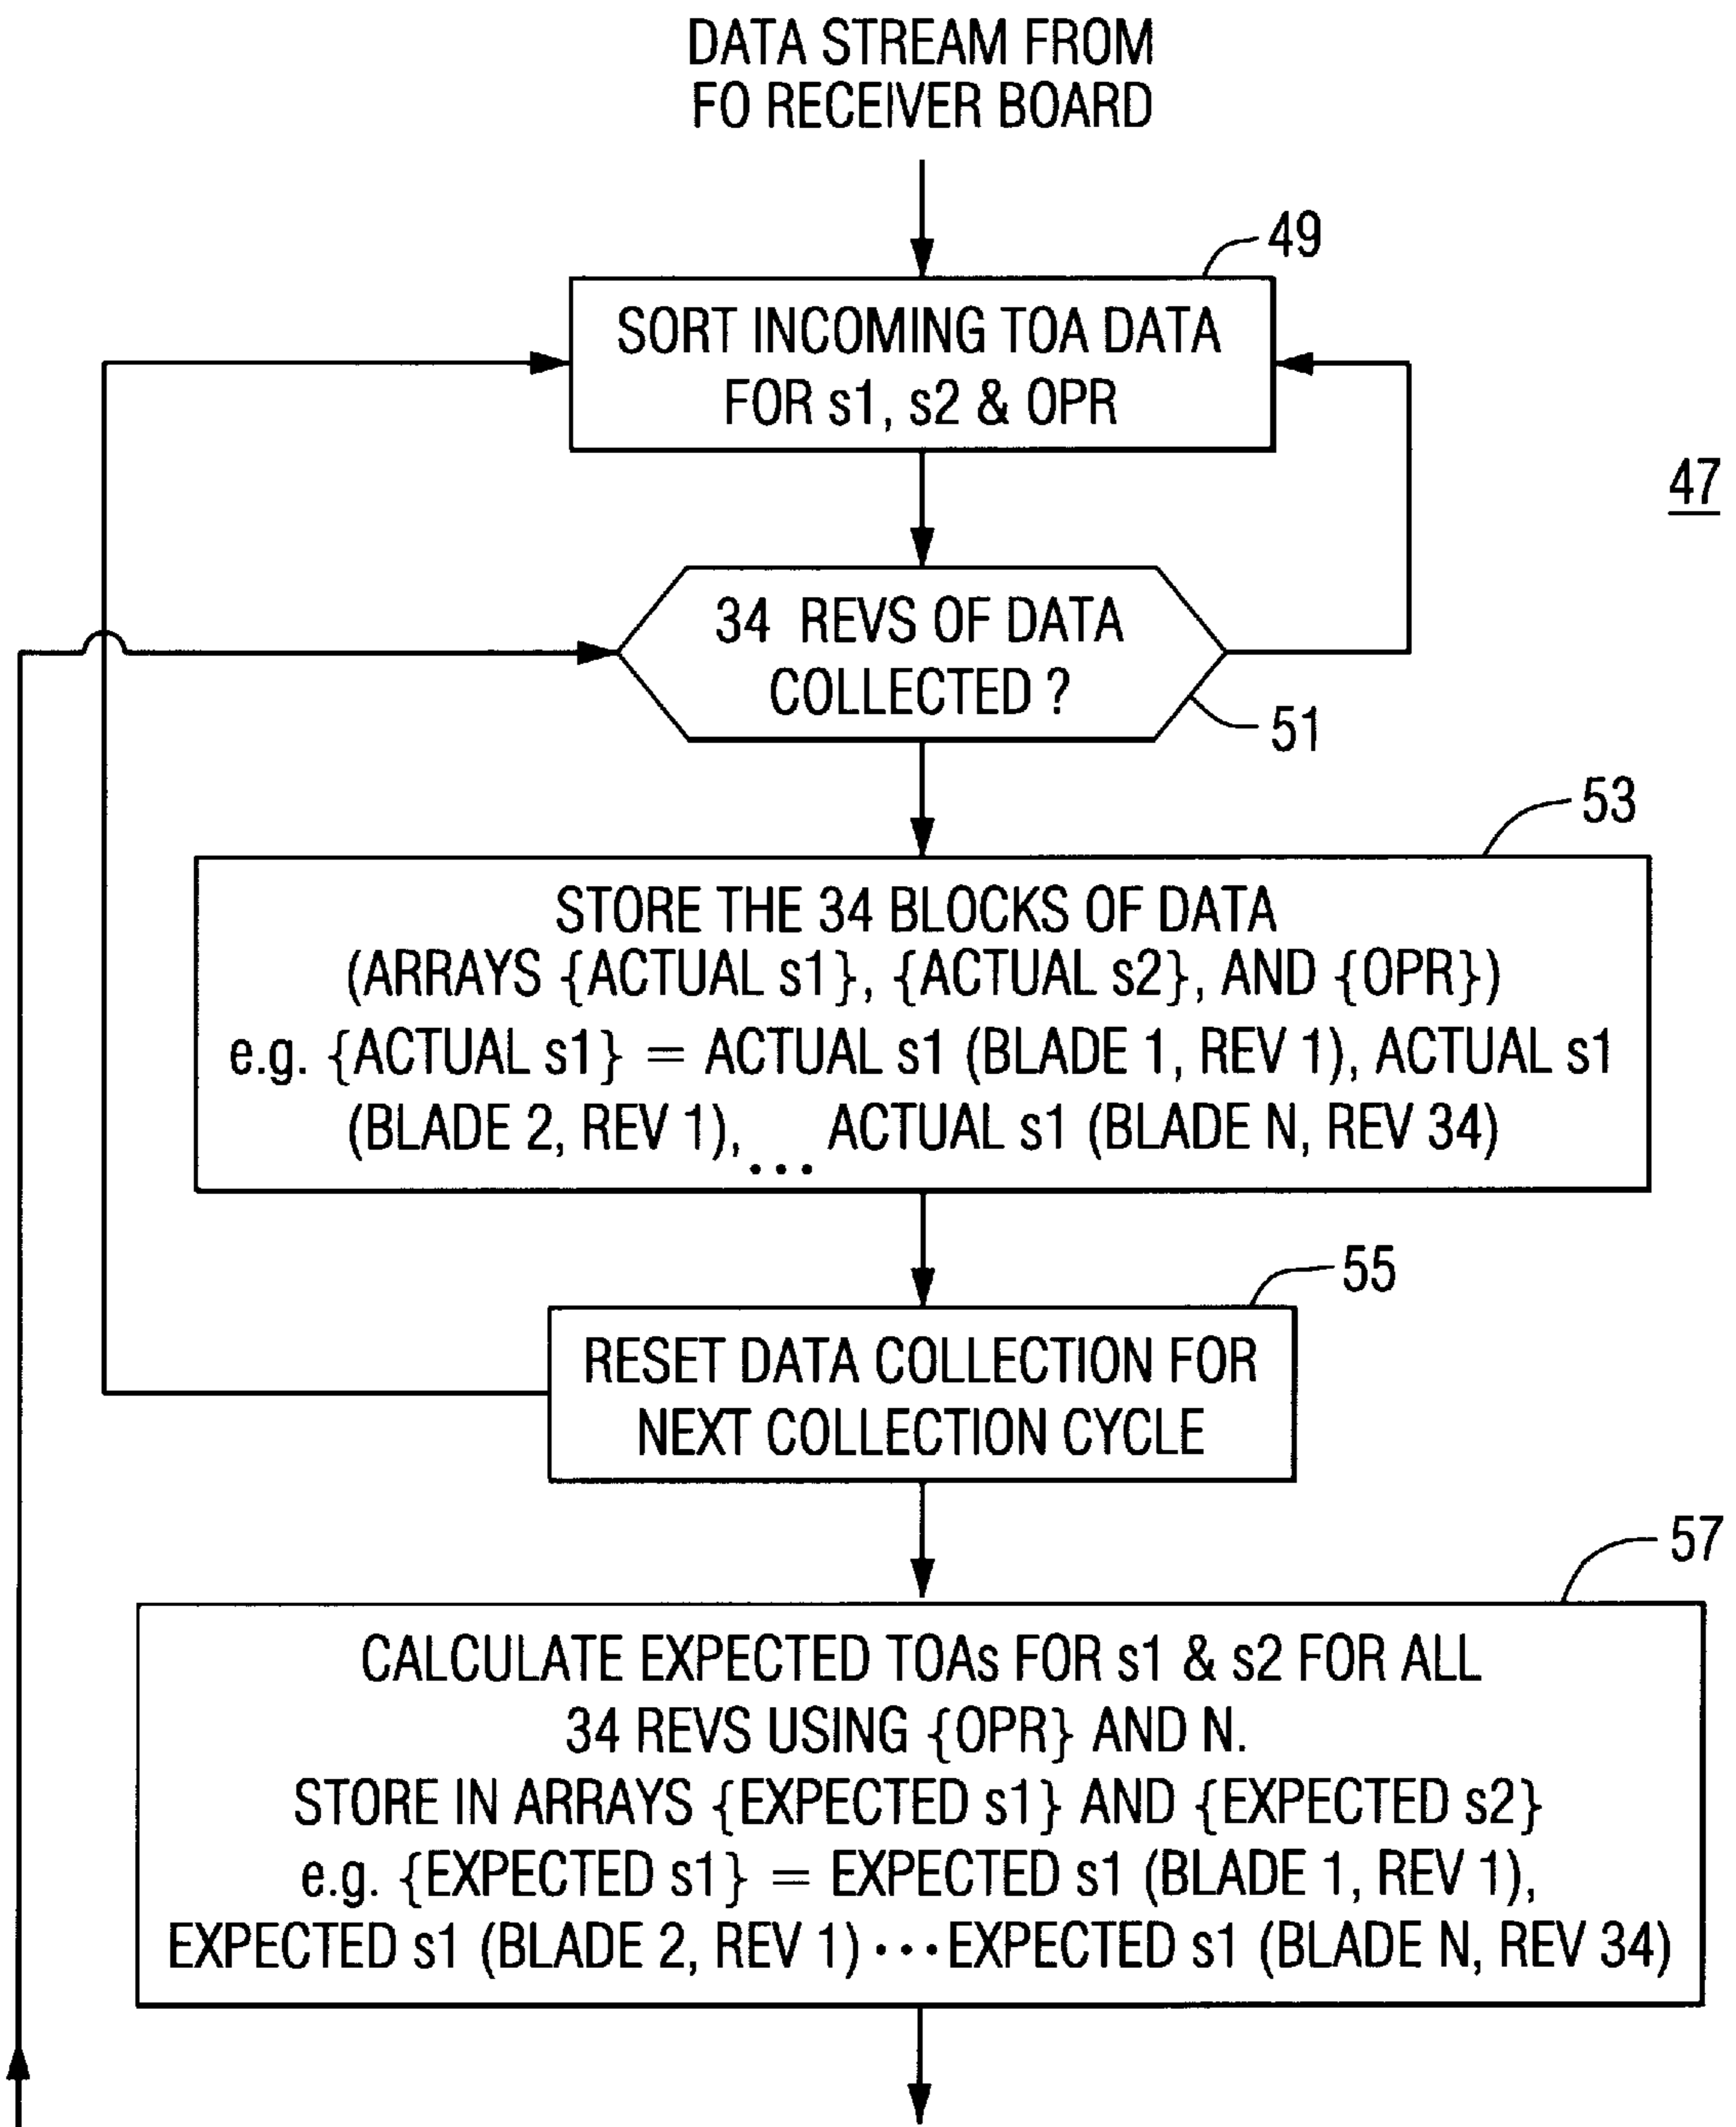 DATA STREAM FROM
FO RECEIVER BOARD
49
SORT INCOMING TOA DATA
FOR s1, s2 & OPR
47
34 REVS OF DATA
COLLECTED ?
51
53
STORE THE 34 BLOCKS OF DATA
(ARRAYS {ACTUAL s1}, {ACTUAL s2}, AND {OPR})
e.g. {ACTUAL s1} = ACTUAL s1 (BLADE 1, REV 1), ACTUAL s1
(BLADE 2, REV 1), ... ACTUAL s1 (BLADE N, REV 34)
55
RESET DATA COLLECTION FOR
NEXT COLLECTION CYCLE
57
CALCULATE EXPECTED TOAs FOR s1 & s2 FOR ALL
34 REVS USING {OPR} AND N.
STORE IN ARRAYS {EXPECTED s1} AND {EXPECTED s2}
e.g. {EXPECTED s1} = EXPECTED s1 (BLADE 1, REV 1),
EXPECTED s1 (BLADE 2, REV 1) ••• EXPECTED s1 (BLADE N, REV 34)